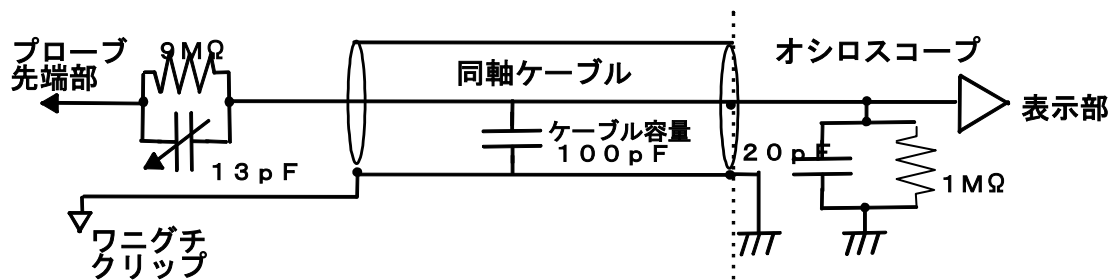 プローブ
先端部
9MΩ
13pF
ワニグチ
クリップ
同軸ケーブル
ケーブル容量
100pF
オシロスコープ
20pF
1MΩ
表示部